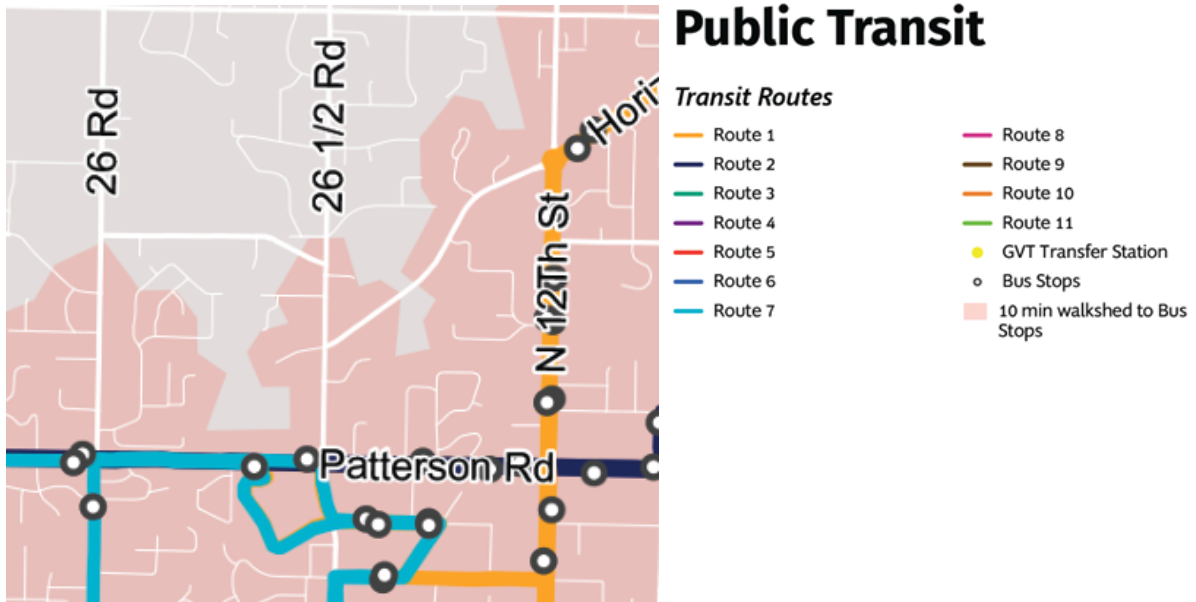 26 Rd
26 1/2 Rd
N 12Th St
Hori
Patterson Rd
Public Transit
Transit Routes
Route 1
Route 2
Route 3
Route 4
Route 5
Route 6
Route 7
Route 8
Route 9
Route 10
Route 11
GVT Transfer Station
Bus Stops
10 min walkshed to Bus
Stops